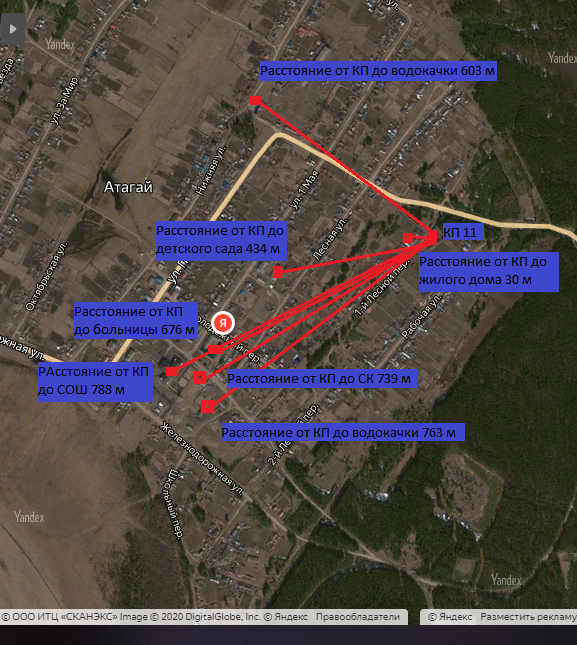 Yandex
Yandex
ул.
ул. За Мир
Расстояние от КП до водокачки 603 м
Нижняя ул.
Атагай
ул. 1 Мая
Лесная ул.
Расстояние от КП до
детского сада 434 м
КП 11
Расстояние от КП до
жилого дома 30 м
Октябрьская ул.
1-й Лесной пер.
Рабочая ул.
Расстояние от КП
до больницы 676 м
Я
пер.
РАсстояние от КП
до СОШ 788 м
Расстояние от КП до СК 739 м
Расстояние от КП до водокачки 763 м
2-й Лесной пер.
Железнодорожная ул.
Школьный пер.
Yandex
Yandex
© ООО ИТЦ «СКАНЭКС» Image © 2020 DigitalGlobe, Inc. © Яндекс Правообладатели
© Яндекс Разместить рекламу